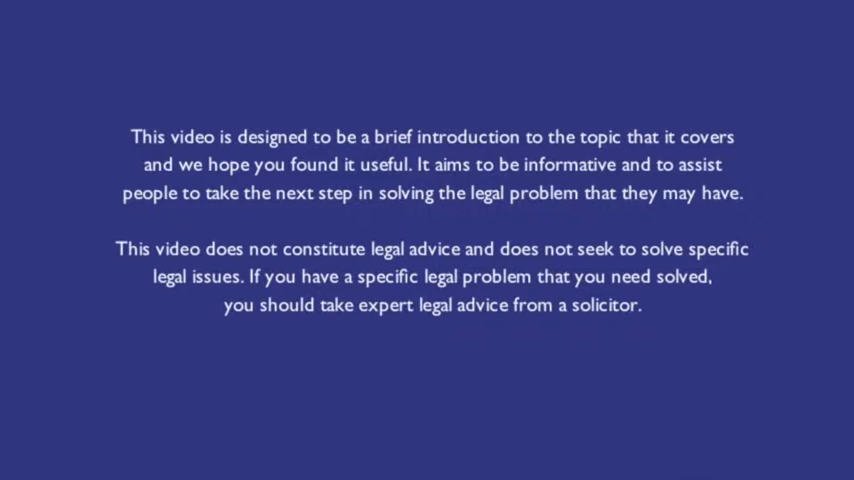 This video is designed to be a brief introduction to the topic that it covers
and we hope you found it useful. It aims to be informative and to assist
people to take the next step in solving the legal problem that they may have.
This video does not constitute legal advice and does not seek to solve specific
legal issues. If you have a specific legal problem that you need solved,
you should take expert legal advice from a solicitor.